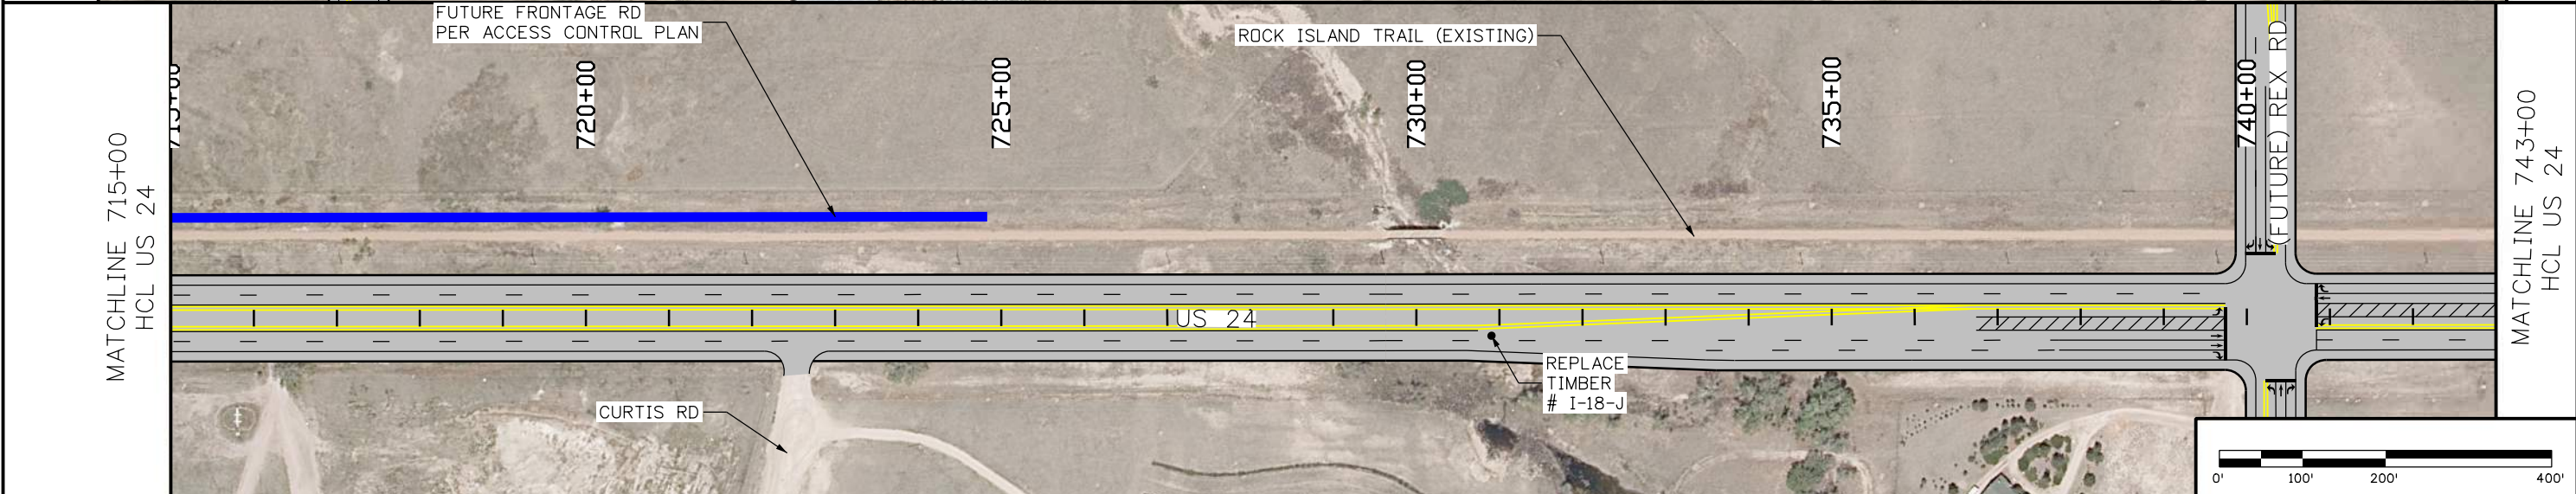 FUTURE FRONTAGE RD
PER ACCESS CONTROL PLAN
ROCK ISLAND TRAIL (EXISTING)
715+00
720+00
725+00
730+00
735+00
740+00
(FUTURE) REX RD
MATCHLINE 715+00
HCL US 24
MATCHLINE 743+00
HCL US 24
US 24
REPLACE
TIMBER
# I-18-J
CURTIS RD
0' 100' 200' 400'